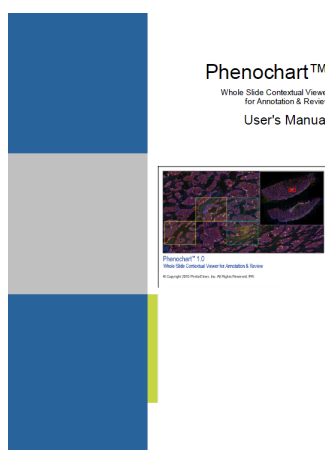 Phenochart™
Whole Slide Contextual Viewe
for Annotation & Review
User's Manua
Phenochart™ 1.0
Whole Slide Contextual Viewer for Annotation & Review